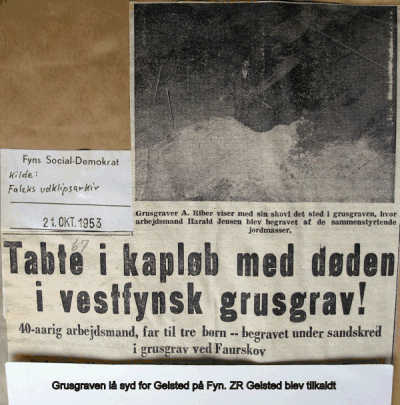 Fyns Social-Demokrat
Kilde:
Falcks udklipsarkiv
21. OKT. 1953
Grusgraver A. Riber viser med sin skovl det sted i grusgraven, hvor
arbejdsmand Harald Jensen blev begravet af de sammenstyrtende
jordmasser.
67
Tabte i kapløb med døden
i vestfynsk grusgrav!
40-aarig arbejdsmand, far til tre børn -- begravet under sandskred
i grusgrav ved Faurskov
Grusgraven lå syd for Gelsted på Fyn. ZR Gelsted blev tilkaldt